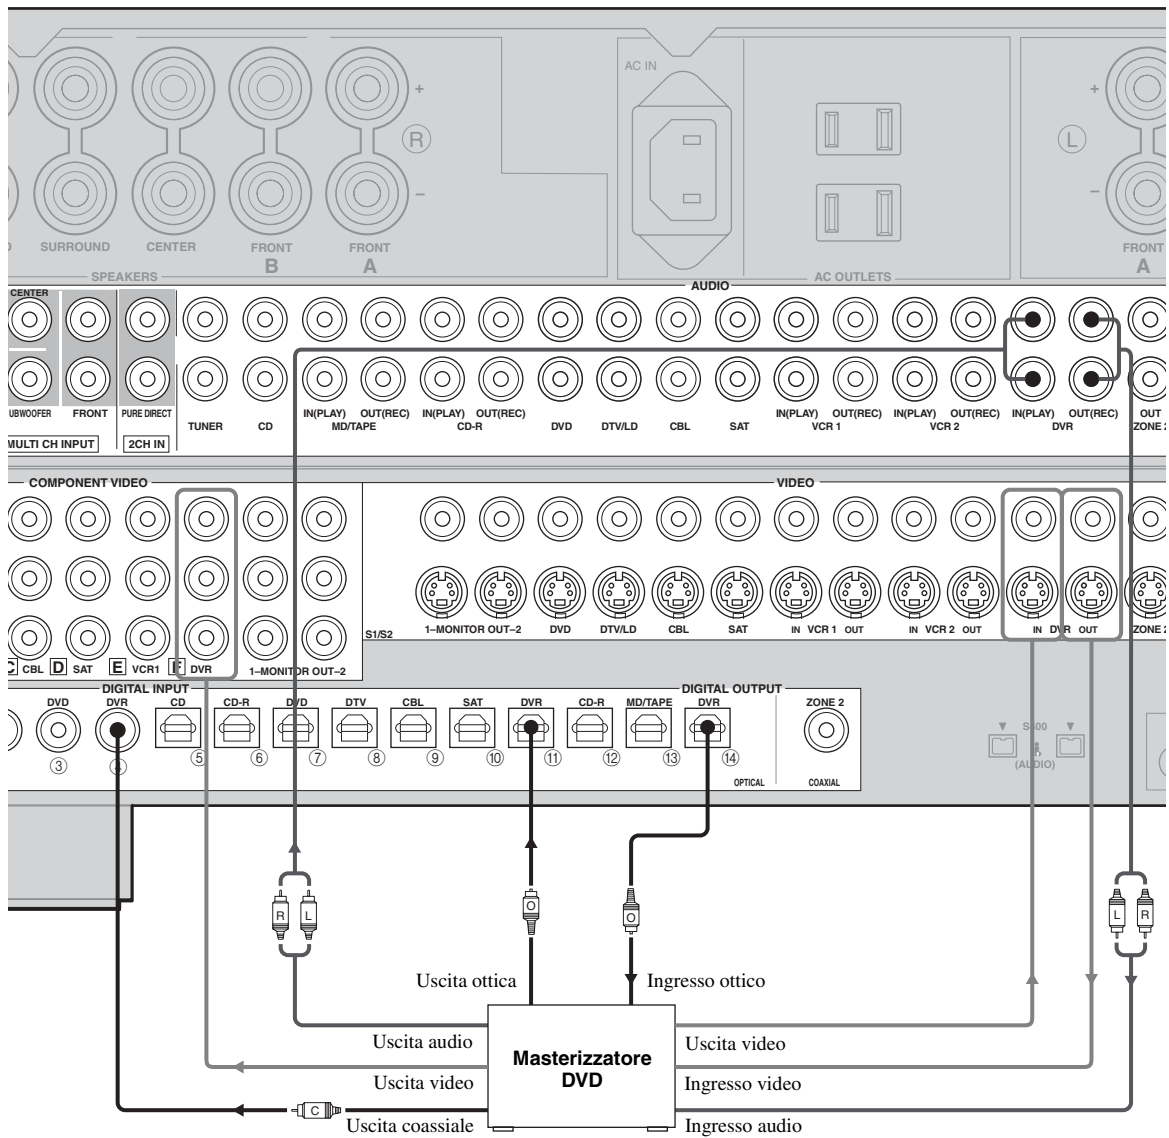 AC IN
+ R + L
- -
SURROUND CENTER FRONT B FRONT A FRONT A
SPEAKERS AC OUTLETS
AUDIO
CENTER
UBWOOFER FRONT PURE DIRECT TUNER CD IN(PLAY) OUT(REC) IN(PLAY) OUT(REC) DVD DTV/LD CBL SAT IN(PLAY) OUT(REC) IN(PLAY) OUT(REC) IN(PLAY) OUT(REC) OUT
MULTI CH INPUT 2CH IN MD/TAPE CD-R VCR 1 VCR 2 DVR ZONE 2
COMPONENT VIDEO VIDEO
S1/S2 1–MONITOR OUT–2 DVD DTV/LD CBL SAT IN VCR 1 OUT IN VCR 2 OUT IN DVR OUT ZONE 2
C CBL D SAT E VCR1 F DVR 1–MONITOR OUT–2
DIGITAL INPUT DIGITAL OUTPUT
DVD DVR CD CD-R DVD DTV CBL SAT DVR CD-R MD/TAPE DVR ZONE 2
③ ④ ⑤ ⑥ ⑦ ⑧ ⑨ ⑩ ⑪ ⑫ ⑬ ⑭
OPTICAL COAXIAL
S400
(AUDIO)
R L O O L R
Uscita ottica Ingresso ottico
Uscita audio Uscita video
Masterizzatore
DVD
Uscita video Ingresso video
C
Uscita coassiale Ingresso audio